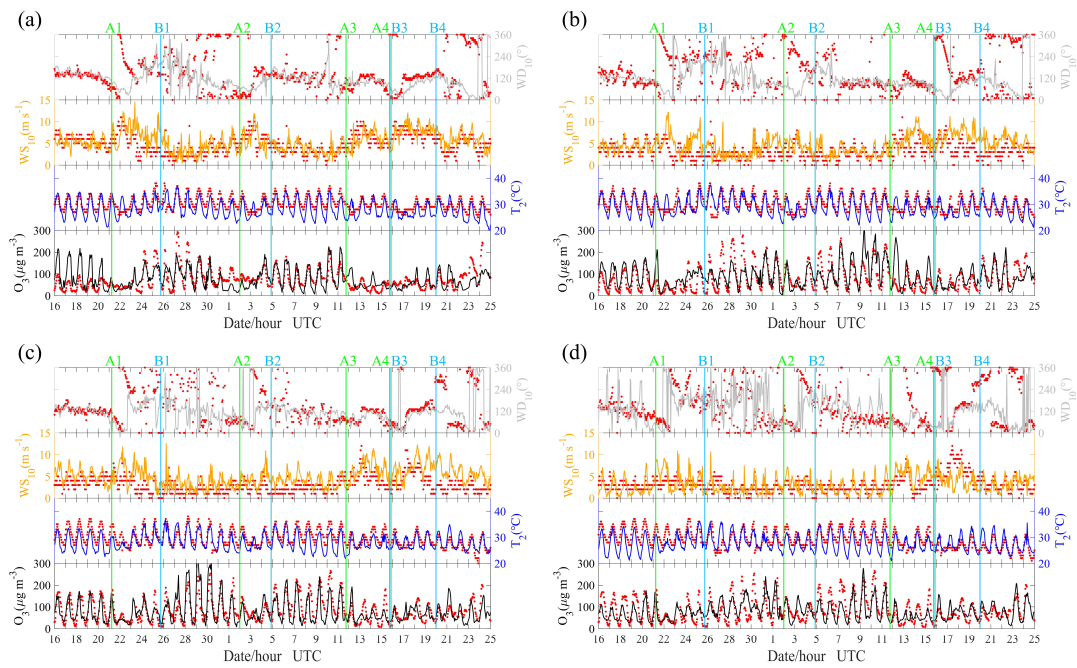 (a)
A1 B1 A2 B2 A3 A4 B3 B4
360
240
120
0
WD10(°)
15
10
5
0
WS10(m s-1)
40
30
20
T2(°C)
300
200
100
0
O3(µg m-3)
16 18 20 22 24 26 28 30 1 3 5 7 9 11 13 15 17 19 21 23 25
Date/hour UTC
(b)
A1 B1 A2 B2 A3 A4 B3 B4
360
240
120
0
WD10(°)
15
10
5
0
WS10(m s-1)
40
30
20
T2(°C)
300
200
100
0
O3(µg m-3)
16 18 20 22 24 26 28 30 1 3 5 7 9 11 13 15 17 19 21 23 25
Date/hour UTC
(c)
A1 B1 A2 B2 A3 A4 B3 B4
360
240
120
0
WD10(°)
15
10
5
0
WS10(m s-1)
40
30
20
T2(°C)
300
200
100
0
O3(µg m-3)
16 18 20 22 24 26 28 30 1 3 5 7 9 11 13 15 17 19 21 23 25
Date/hour UTC
(d)
A1 B1 A2 B2 A3 A4 B3 B4
360
240
120
0
WD10(°)
15
10
5
0
WS10(m s-1)
40
30
20
T2(°C)
300
200
100
0
O3(µg m-3)
16 18 20 22 24 26 28 30 1 3 5 7 9 11 13 15 17 19 21 23 25
Date/hour UTC